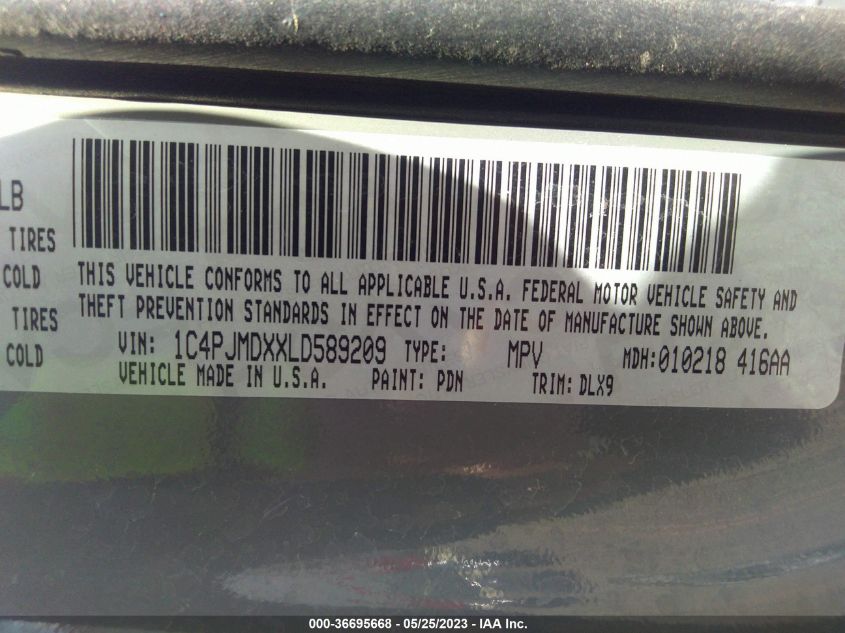 LB
TIRES
COLD
TIRES
COLD
THIS VEHICLE CONFORMS TO ALL APPLICABLE U.S.A. FEDERAL MOTOR VEHICLE SAFETY AND
THEFT PREVENTION STANDARDS IN EFFECT ON THE DATE OF MANUFACTURE SHOWN ABOVE.
VIN: 1C4PJMDXXLD589209 TYPE: MPV MDH:010218 416AA
VEHICLE MADE IN U.S.A. PAINT: PDN TRIM: DLX9
000-36695668 - 05/25/2023 - IAA Inc.